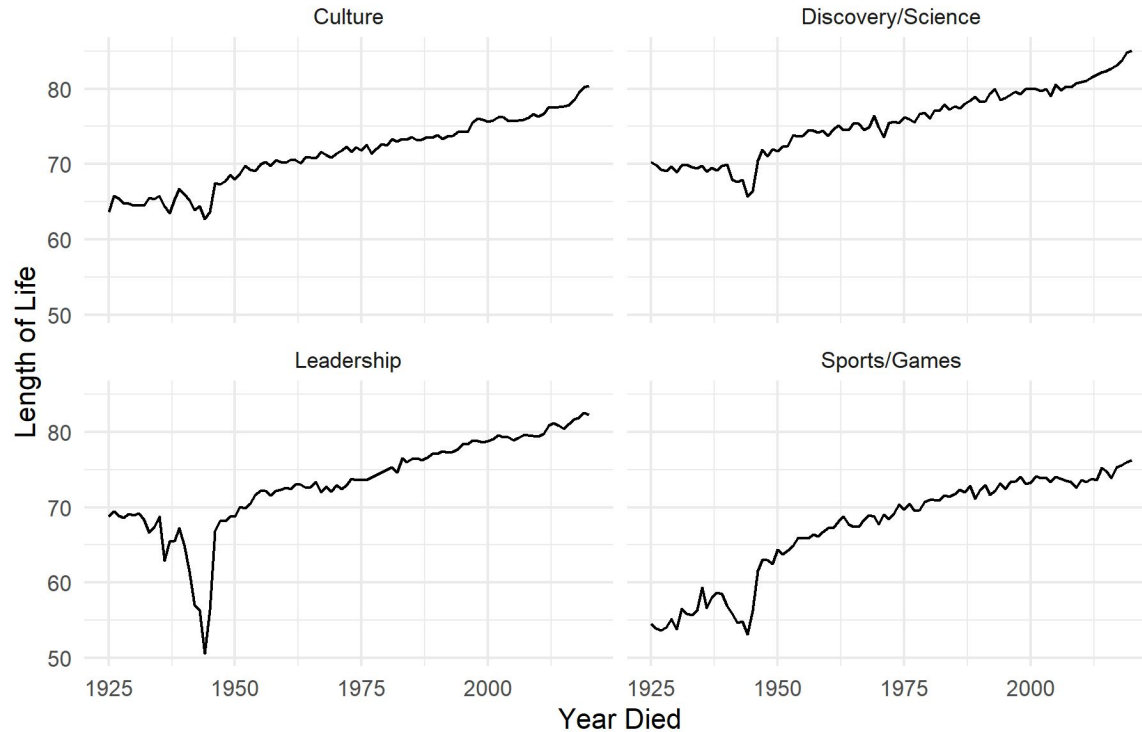 Culture
Discovery/Science
80
70
60
50
Leadership
Sports/Games
80
70
60
50
1925
1950
1975
2000
1925
1950
1975
2000
Length of Life
Year Died